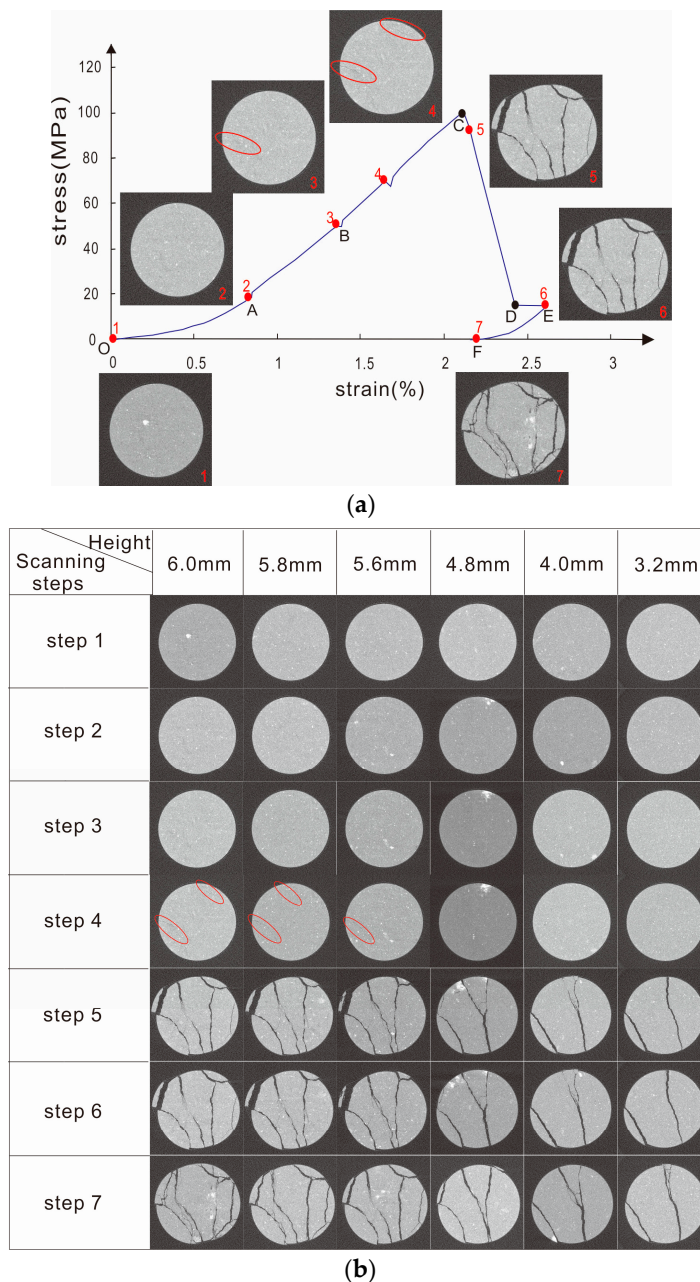 stress(MPa)
120
100
80
60
40
20
0
O
1
2
A
3
B
4
C
5
D
6
E
7
F
0
0.5
1
1.5
2
2.5
3
strain(%)
1
2
3
4
5
6
7
(a)
Height
Scanning steps
6.0mm 5.8mm 5.6mm 4.8mm 4.0mm 3.2mm
step 1
step 2
step 3
step 4
step 5
step 6
step 7
(b)